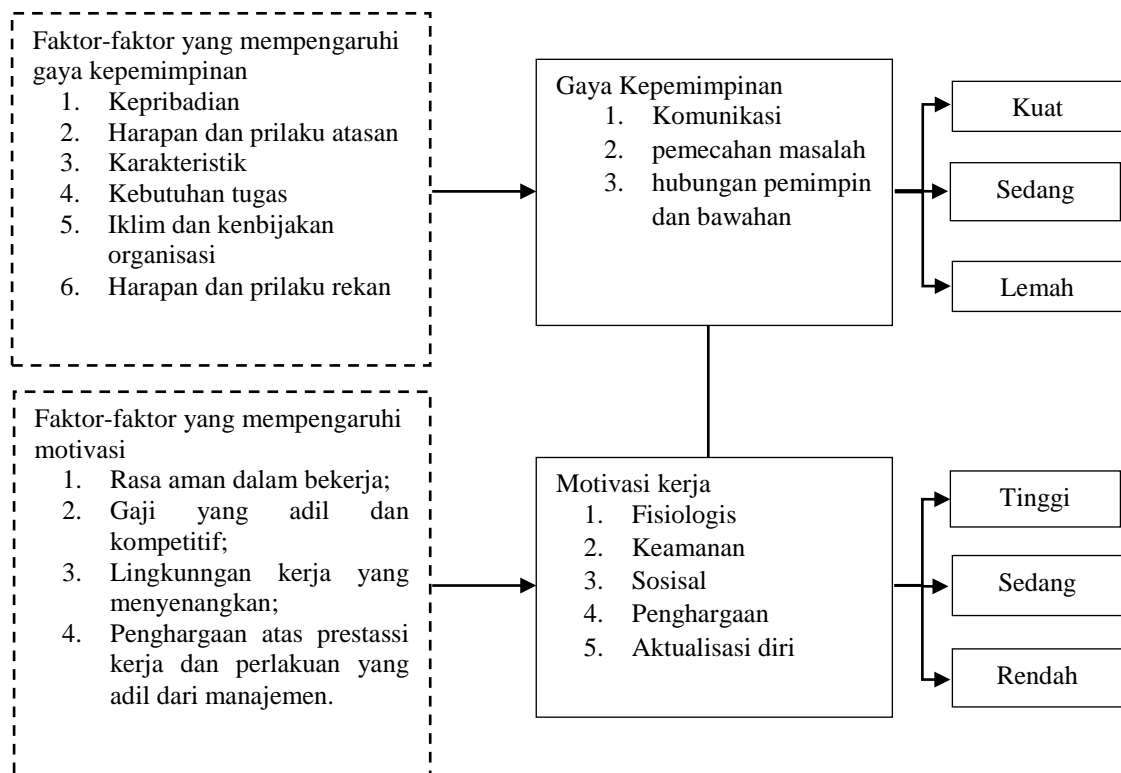 Faktor-faktor yang mempengaruhi
gaya kepemimpinan
1. Kepribadian
2. Harapan dan prilaku atasan
3. Karakteristik
4. Kebutuhan tugas
5. Iklim dan kenbijakan
organisasi
6. Harapan dan prilaku rekan
Gaya Kepemimpinan
1. Komunikasi
2. pemecahan masalah
3. hubungan pemimpin
dan bawahan
Kuat
Sedang
Lemah
Faktor-faktor yang mempengaruhi
motivasi
1. Rasa aman dalam bekerja;
2. Gaji yang adil dan
kompetitif;
3. Lingkunngan kerja yang
menyenangkan;
4. Penghargaan atas prestassi
kerja dan perlakuan yang
adil dari manajemen.
Motivasi kerja
1. Fisiologis
2. Keamanan
3. Sosisal
4. Penghargaan
5. Aktualisasi diri
Tinggi
Sedang
Rendah